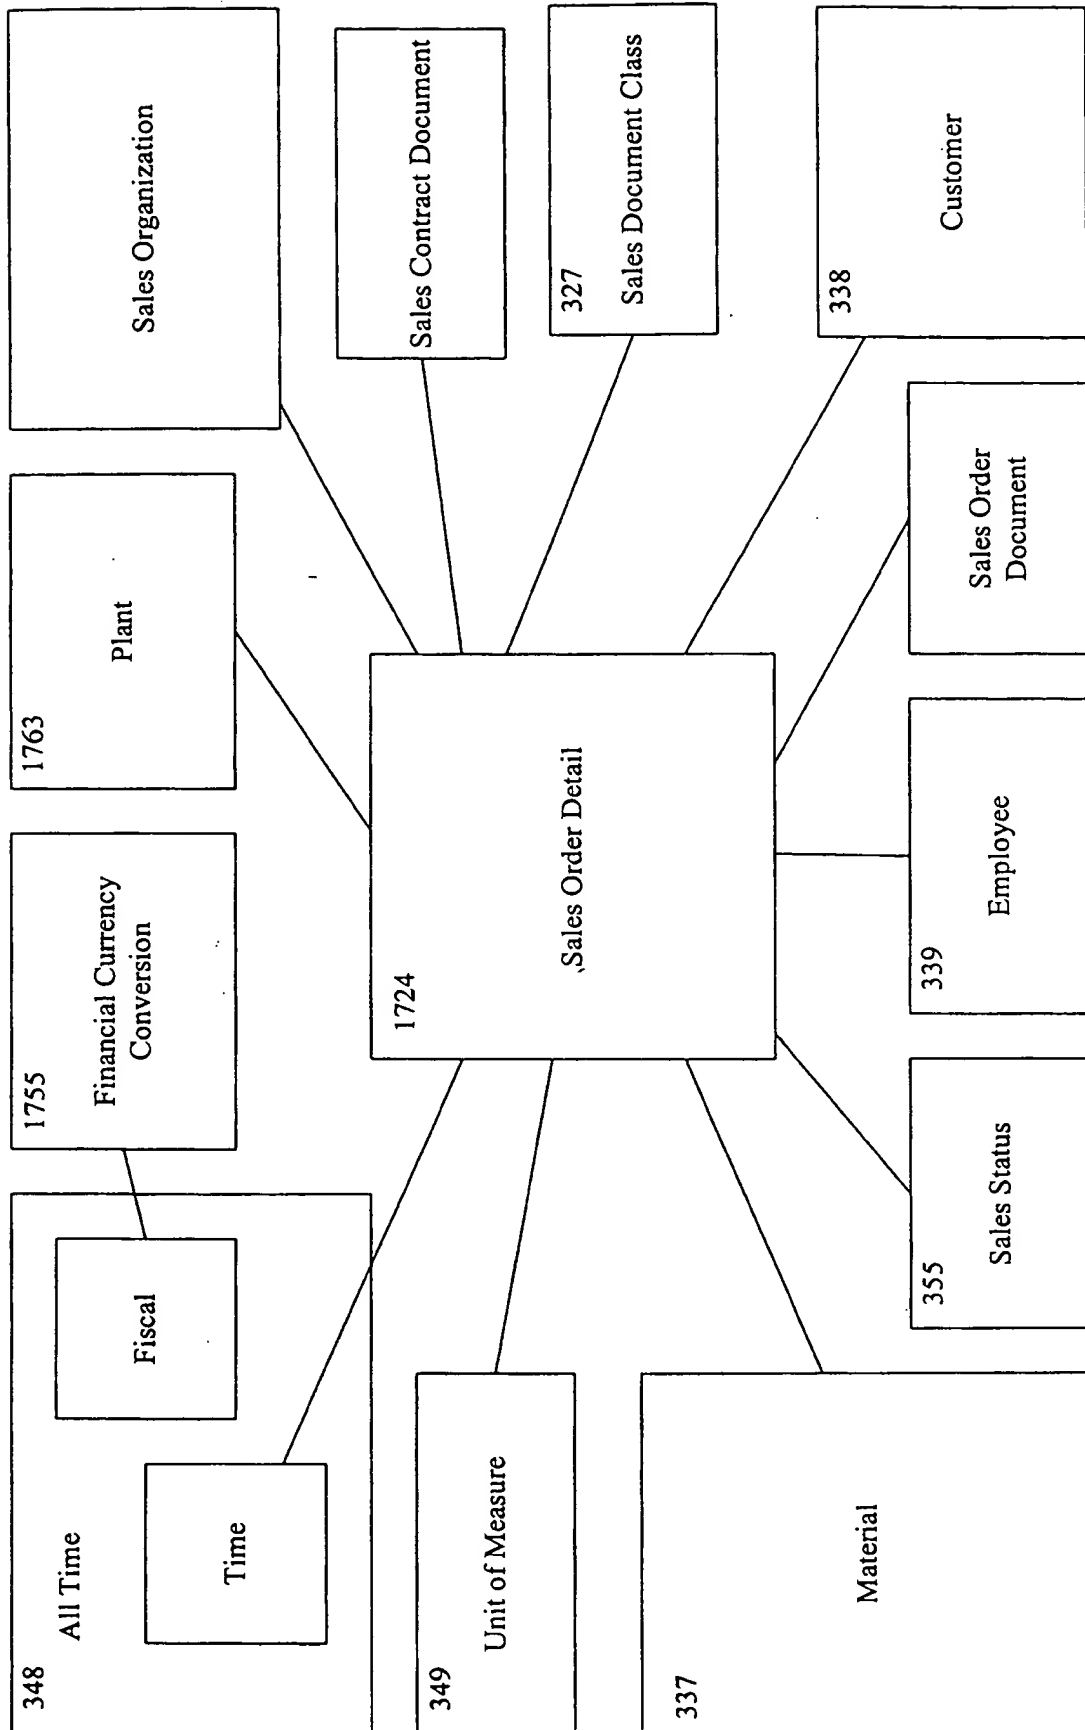 348
All Time
Time
Fiscal
1755
Financial Currency
Conversion
1763
Plant
Sales Organization
349
Unit of Measure
1724
Sales Order Detail
Sales Contract Document
327
Sales Document Class
337
Material
355
Sales Status
339
Employee
Sales Order
Document
338
Customer